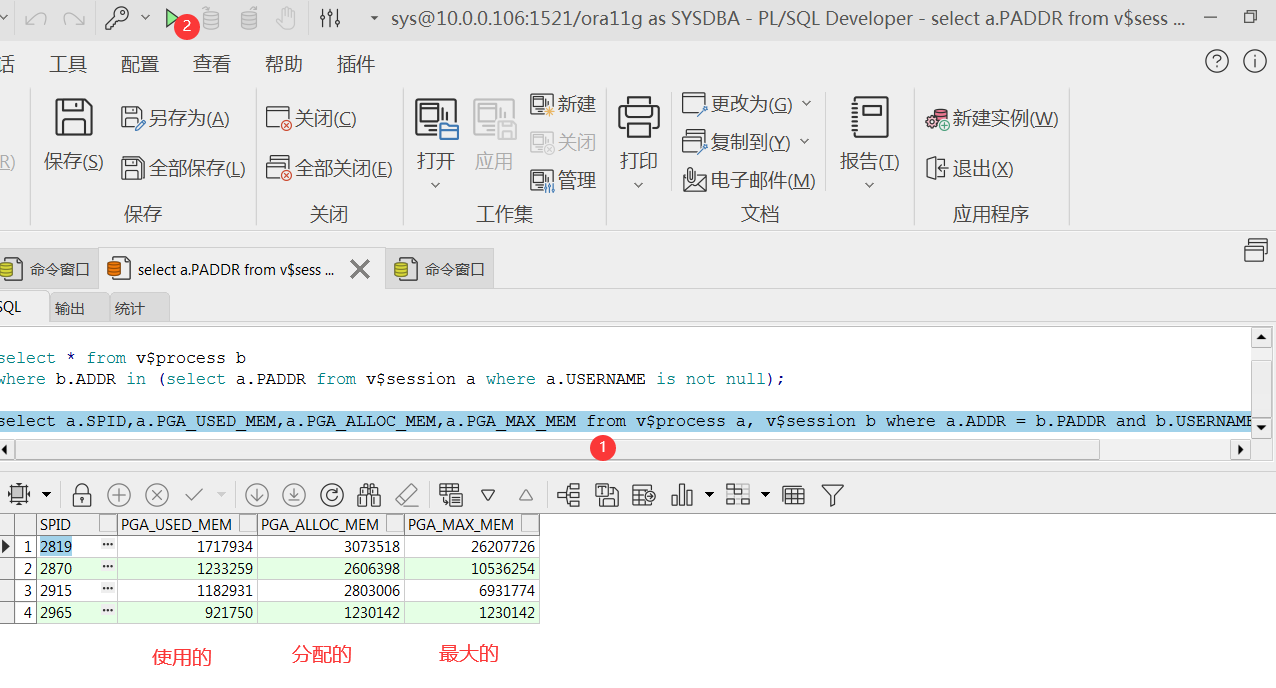 2
sys@10.0.0.106:1521/ora11g as SYSDBA - PL/SQL Developer - select a.PADDR from v$sess ...
话 工具 配置 查看 帮助 插件
R)
保存(S) 另存为(A) 全部保存(L)
保存
关闭(C) 全部关闭(E)
关闭
打开 应用 新建 关闭 管理
工作集
打印 更改为(G) 复制到(Y) 电子邮件(M) 报告(T)
文档
新建实例(W) 退出(X)
应用程序
命令窗口 select a.PADDR from v$sess ... 命令窗口
SQL 输出 统计
select * from v$process b
where b.ADDR in (select a.PADDR from v$session a where a.USERNAME is not null);
select a.SPID,a.PGA_USED_MEM,a.PGA_ALLOC_MEM,a.PGA_MAX_MEM from v$process a, v$session b where a.ADDR = b.PADDR and b.USERNAME
1
SPID PGA_USED_MEM PGA_ALLOC_MEM PGA_MAX_MEM
1 2819 ... 1717934 3073518 26207726
2 2870 ... 1233259 2606398 10536254
3 2915 ... 1182931 2803006 6931774
4 2965 ... 921750 1230142 1230142
使用的 分配的 最大的